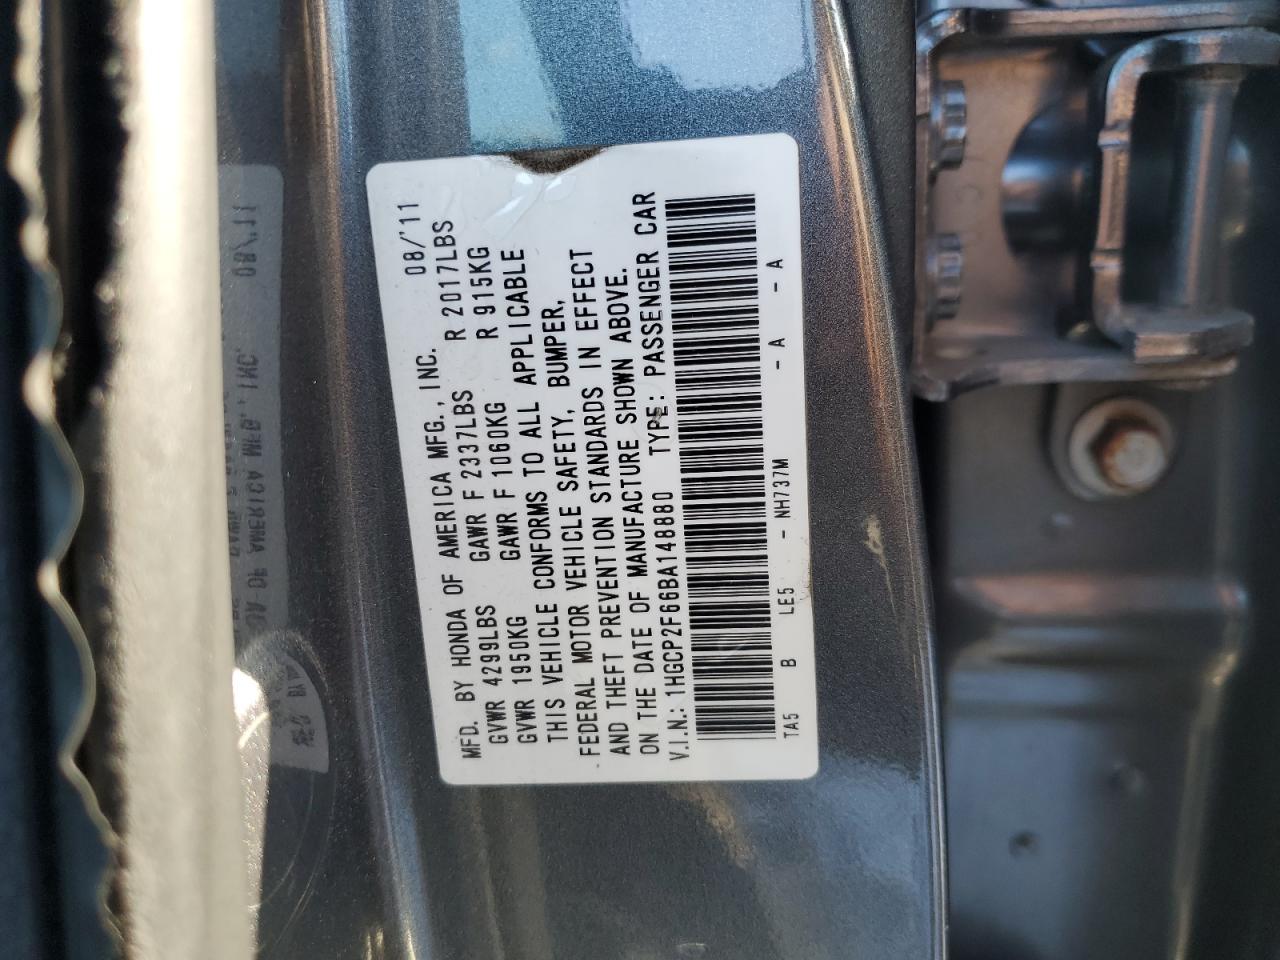 MFD. BY HONDA OF AMERICA MFG., INC. 08/'11
GVWR 4299LBS GAWR F 2337LBS R 2017LBS
GVWR 1950KG GAWR F 1060KG R 915KG
THIS VEHICLE CONFORMS TO ALL APPLICABLE
FEDERAL MOTOR VEHICLE SAFETY, BUMPER,
AND THEFT PREVENTION STANDARDS IN EFFECT
ON THE DATE OF MANUFACTURE SHOWN ABOVE.
V.I.N.: 1HGCP2F66BA148880 TYPE: PASSENGER CAR
TA5 B LE5 - NH737M - A - A